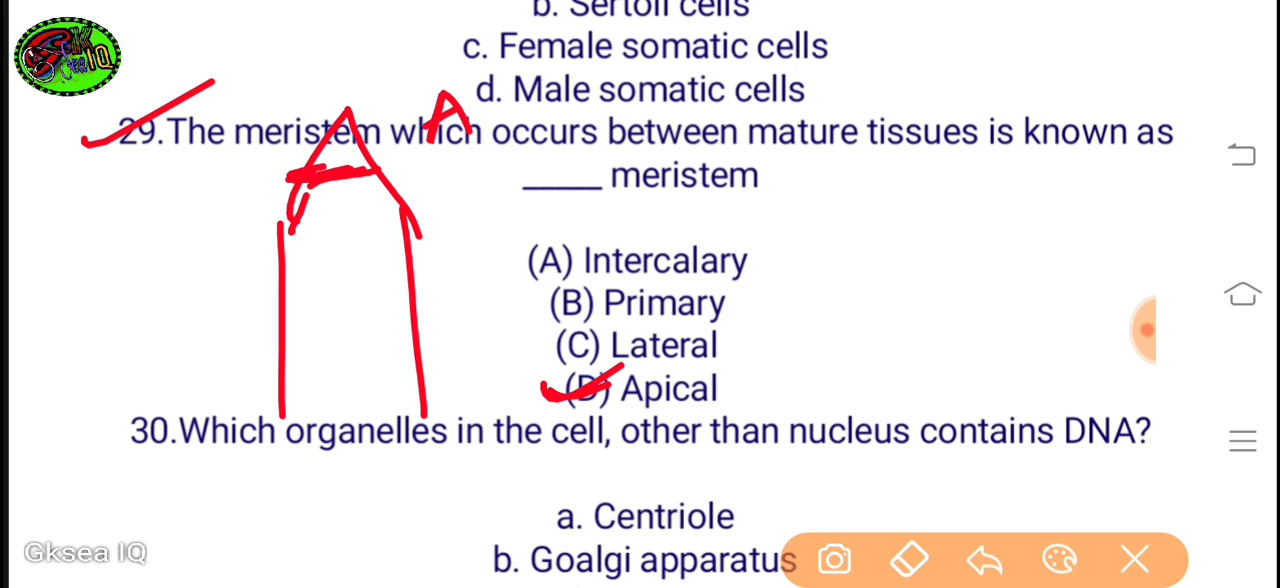 b. Sertoli cells
c. Female somatic cells
d. Male somatic cells
29.The meristem which occurs between mature tissues is known as
_____ meristem
(A) Intercalary
(B) Primary
(C) Lateral
(D) Apical
30.Which organelles in the cell, other than nucleus contains DNA?
a. Centriole
b. Goalgi apparatus
Gksea IQ
A